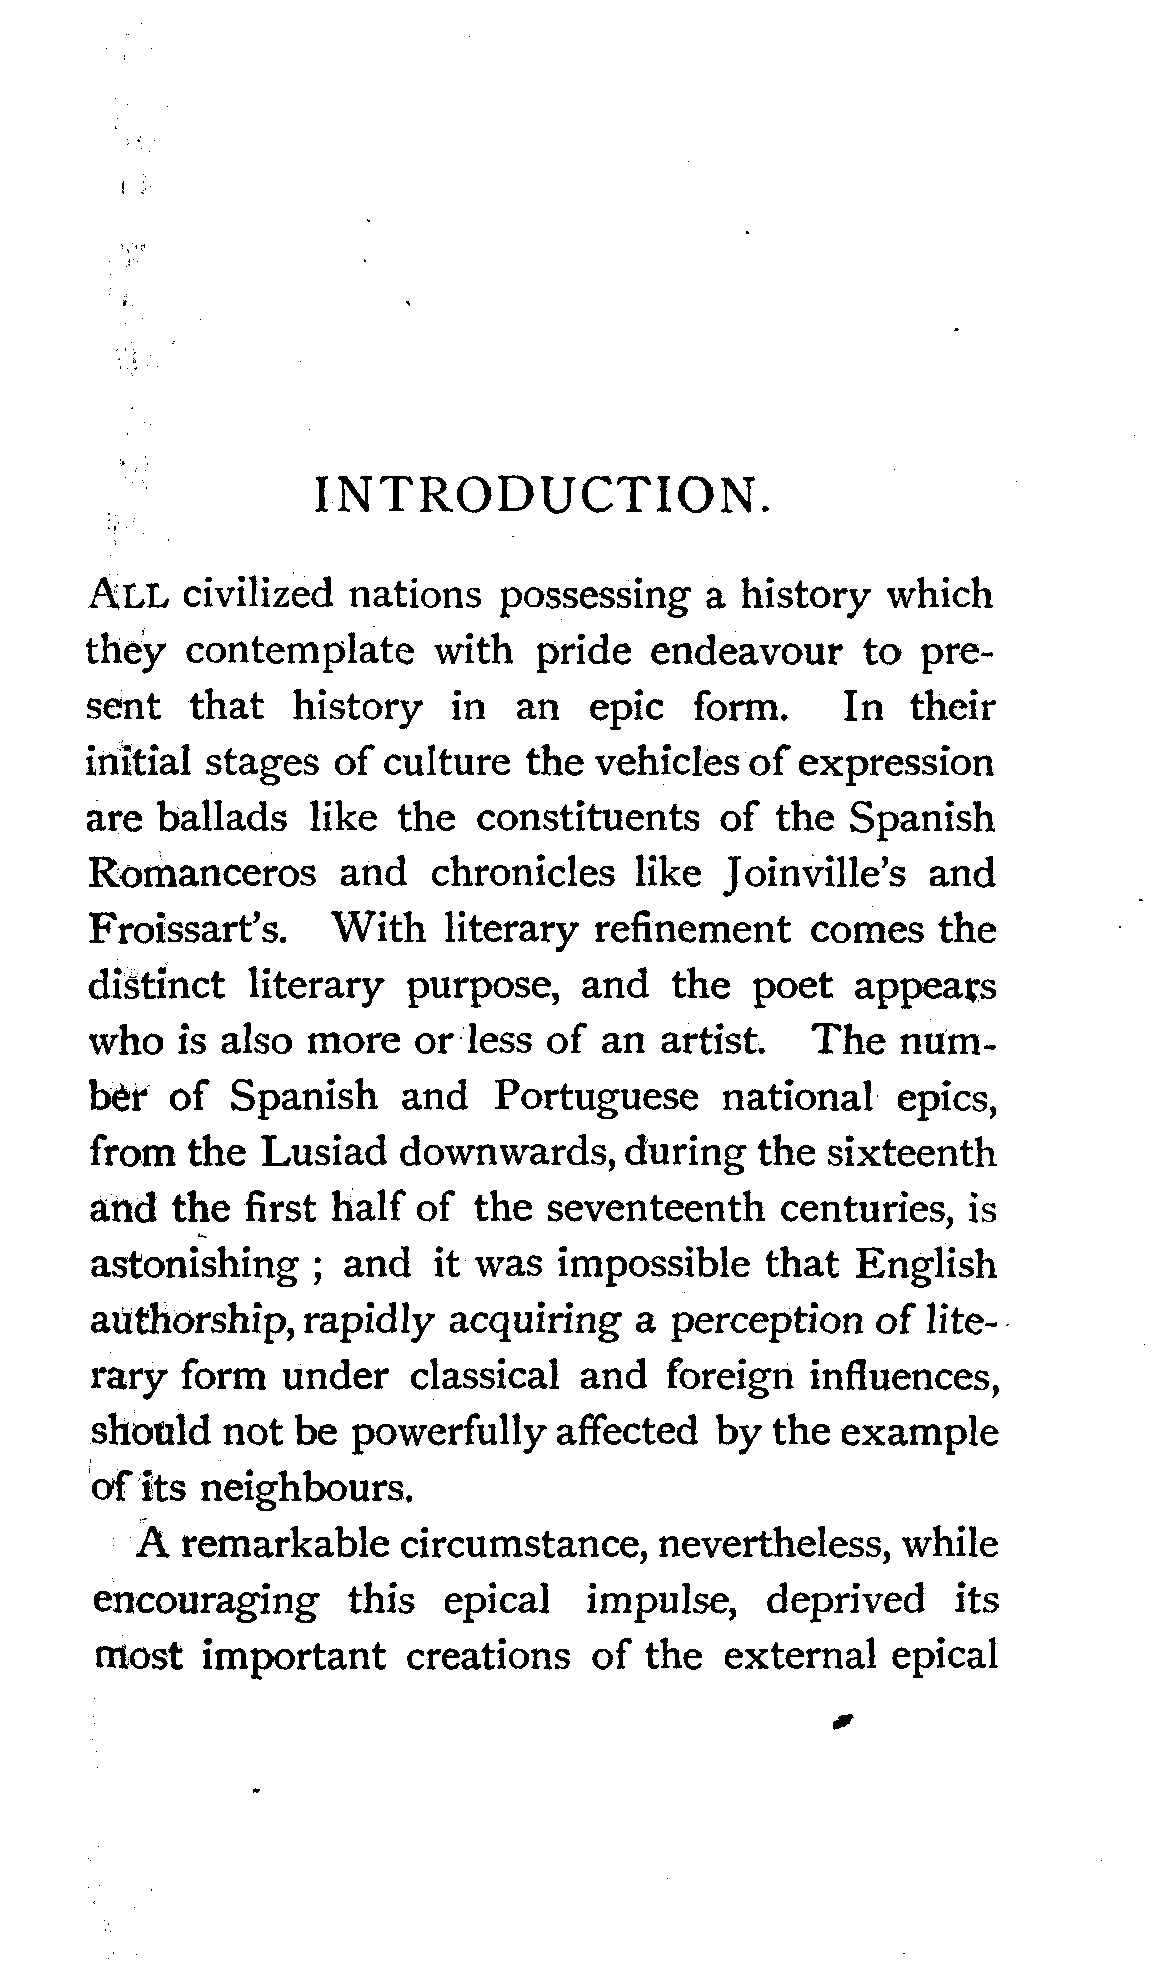 INTRODUCTION.
ALL civilized nations possessing a history which
they contemplate with pride endeavour to pre-
sent that history in an epic form. In their
initial stages of culture the vehicles of expression
are ballads like the constituents of the Spanish
Romanceros and chronicles like Joinville's and
Froissart's. With literary refinement comes the
distinct literary purpose, and the poet appears
who is also more or less of an artist. The num-
ber of Spanish and Portuguese national epics,
from the Lusiad downwards, during the sixteenth
and the first half of the seventeenth centuries, is
astonishing ; and it was impossible that English
authorship, rapidly acquiring a perception of lite-
rary form under classical and foreign influences,
should not be powerfully affected by the example
of its neighbours.
A remarkable circumstance, nevertheless, while
encouraging this epical impulse, deprived its
most important creations of the external epical